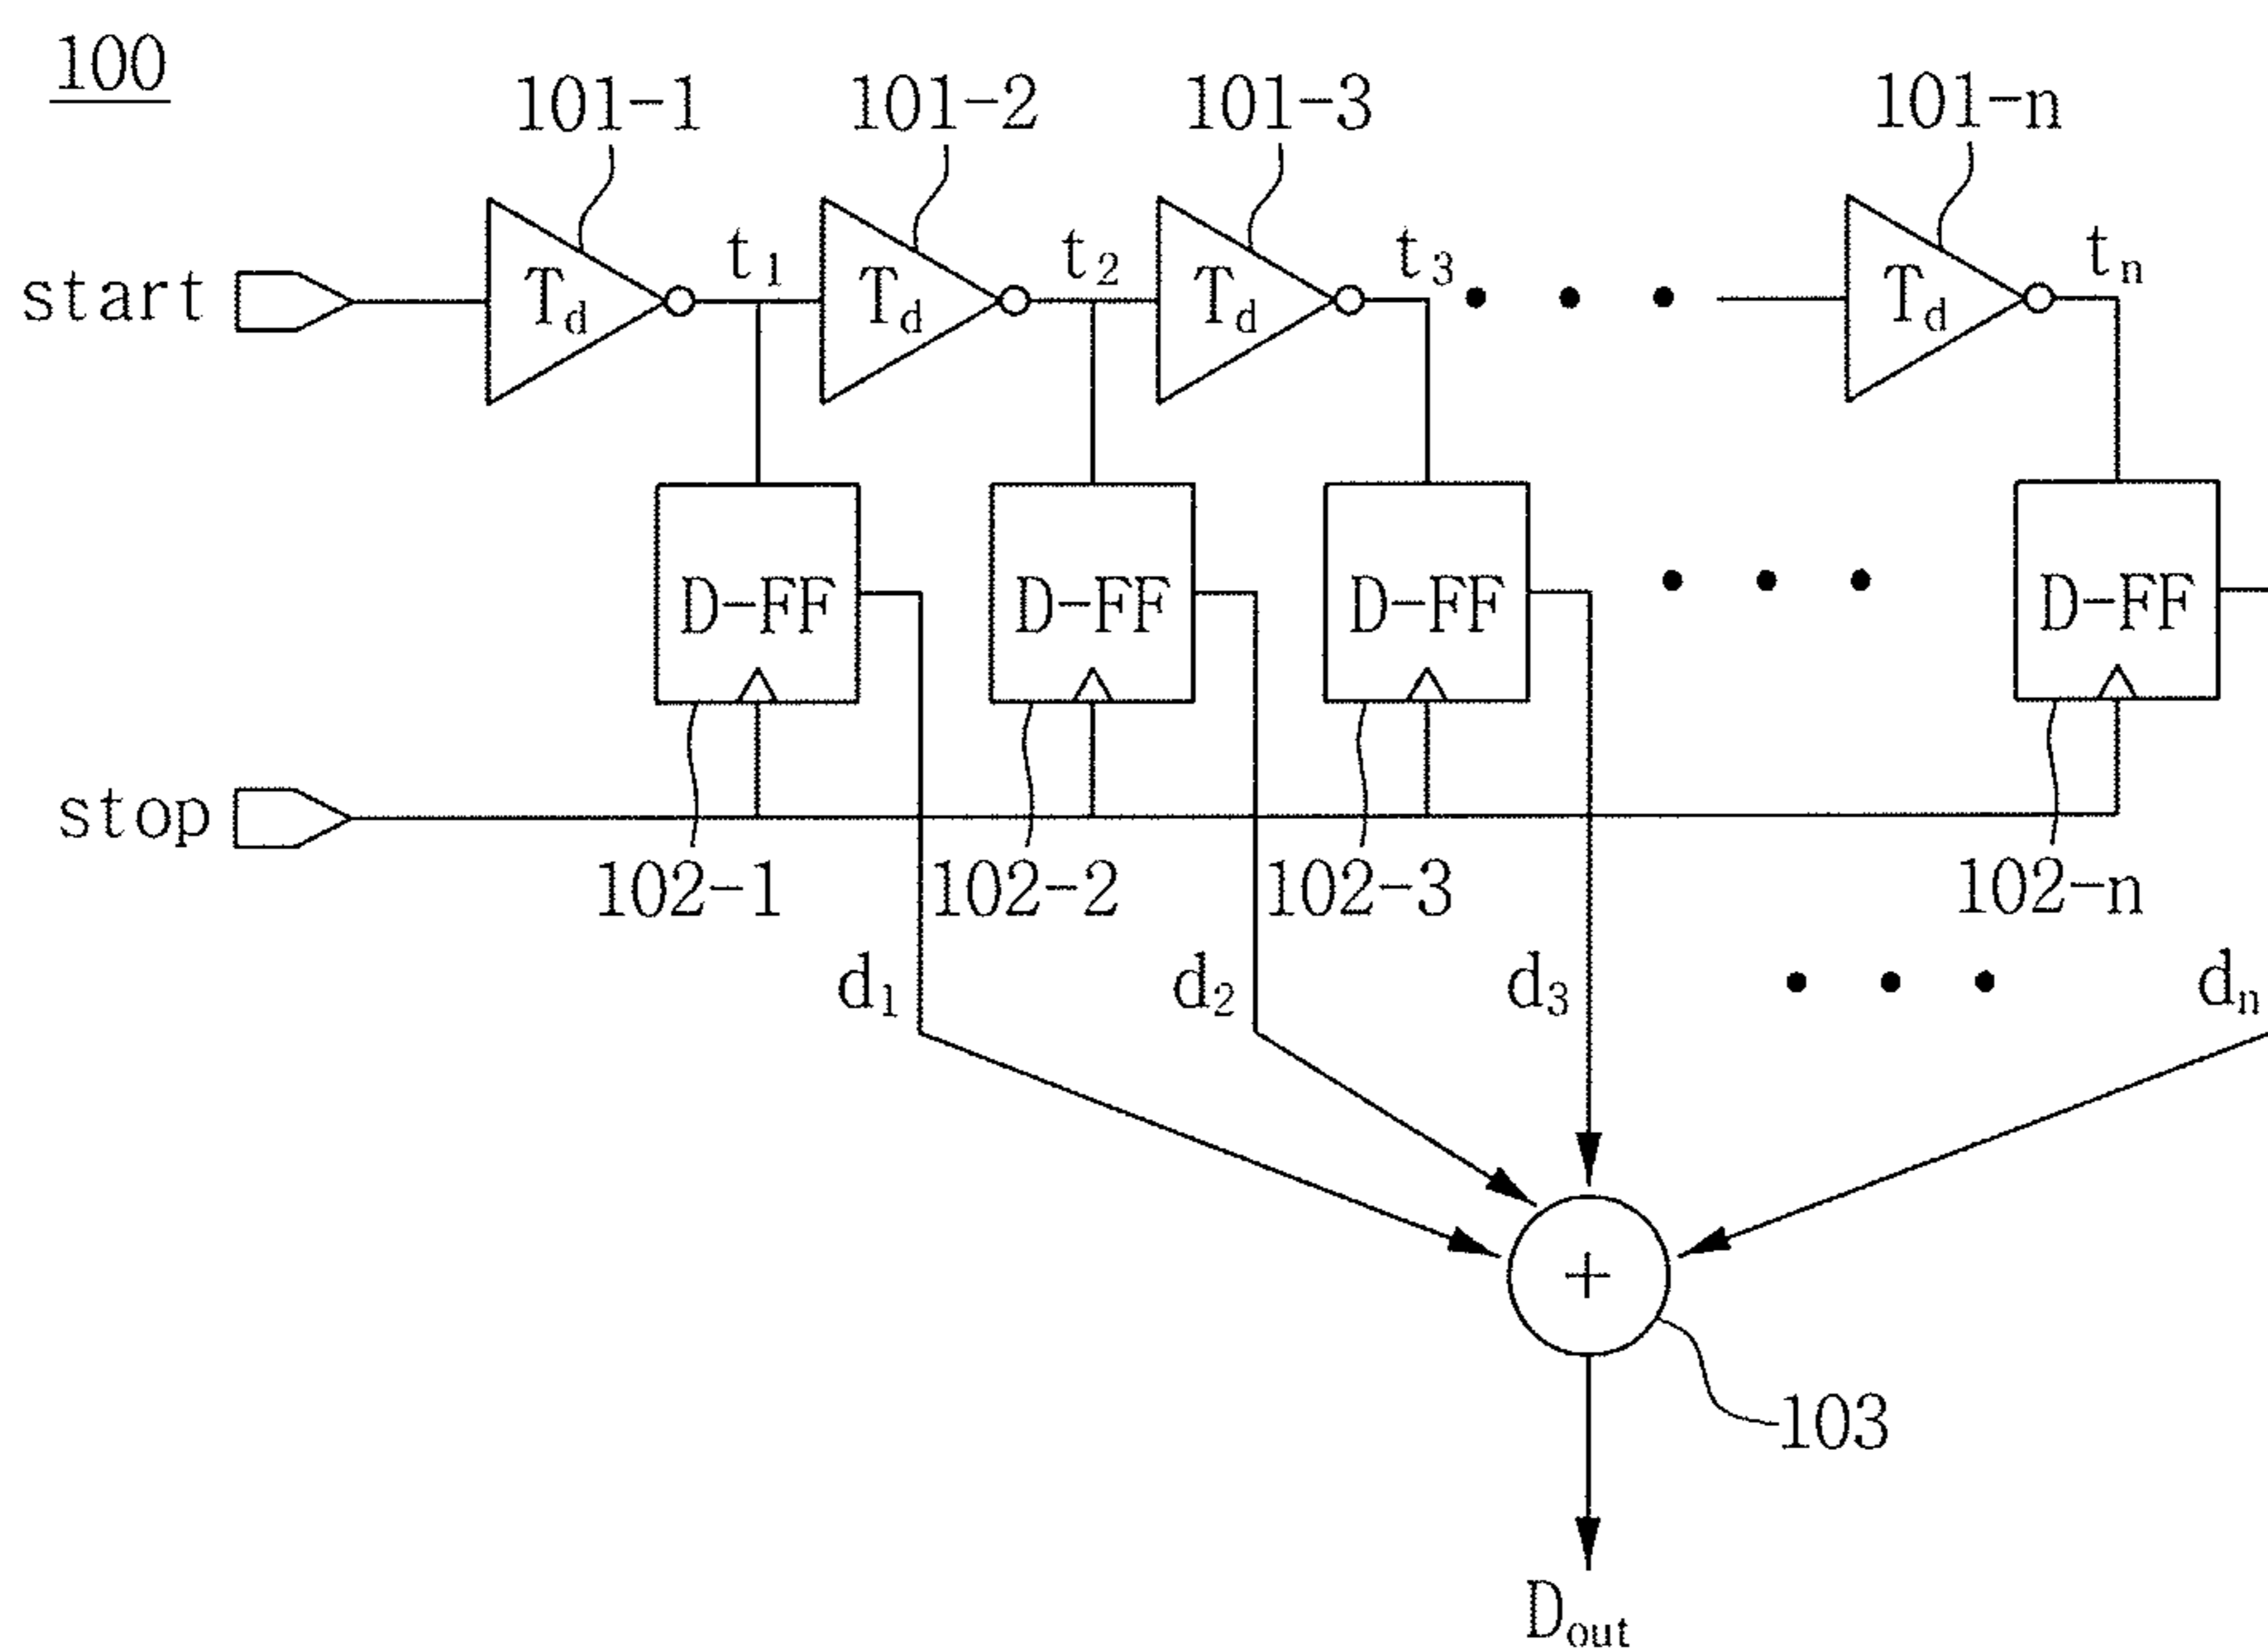 100
101-1 101-2 101-3 101-n
start Td t1 Td t2 Td t3 • • • Td tn
D-FF D-FF D-FF • • • D-FF
stop
102-1 102-2 102-3 102-n
d1 d2 d3 • • • dn
+
103
Dout